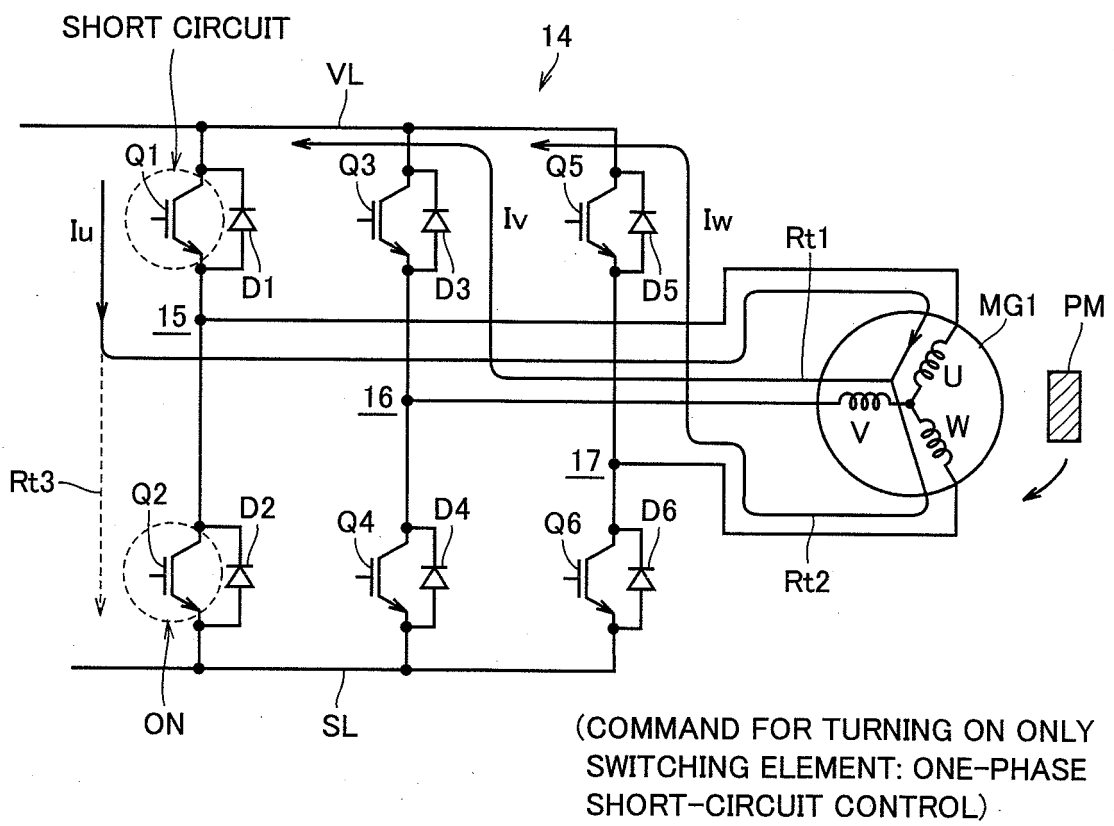 SHORT CIRCUIT
14
VL
Q1
Q3
Q5
Iu
Iv
Iw
Rt1
D1
D3
D5
MG1
PM
15
U
16
V
W
17
Rt3
Q2
D2
Q4
D4
Q6
D6
Rt2
ON
SL
(COMMAND FOR TURNING ON ONLY
SWITCHING ELEMENT: ONE-PHASE
SHORT-CIRCUIT CONTROL)